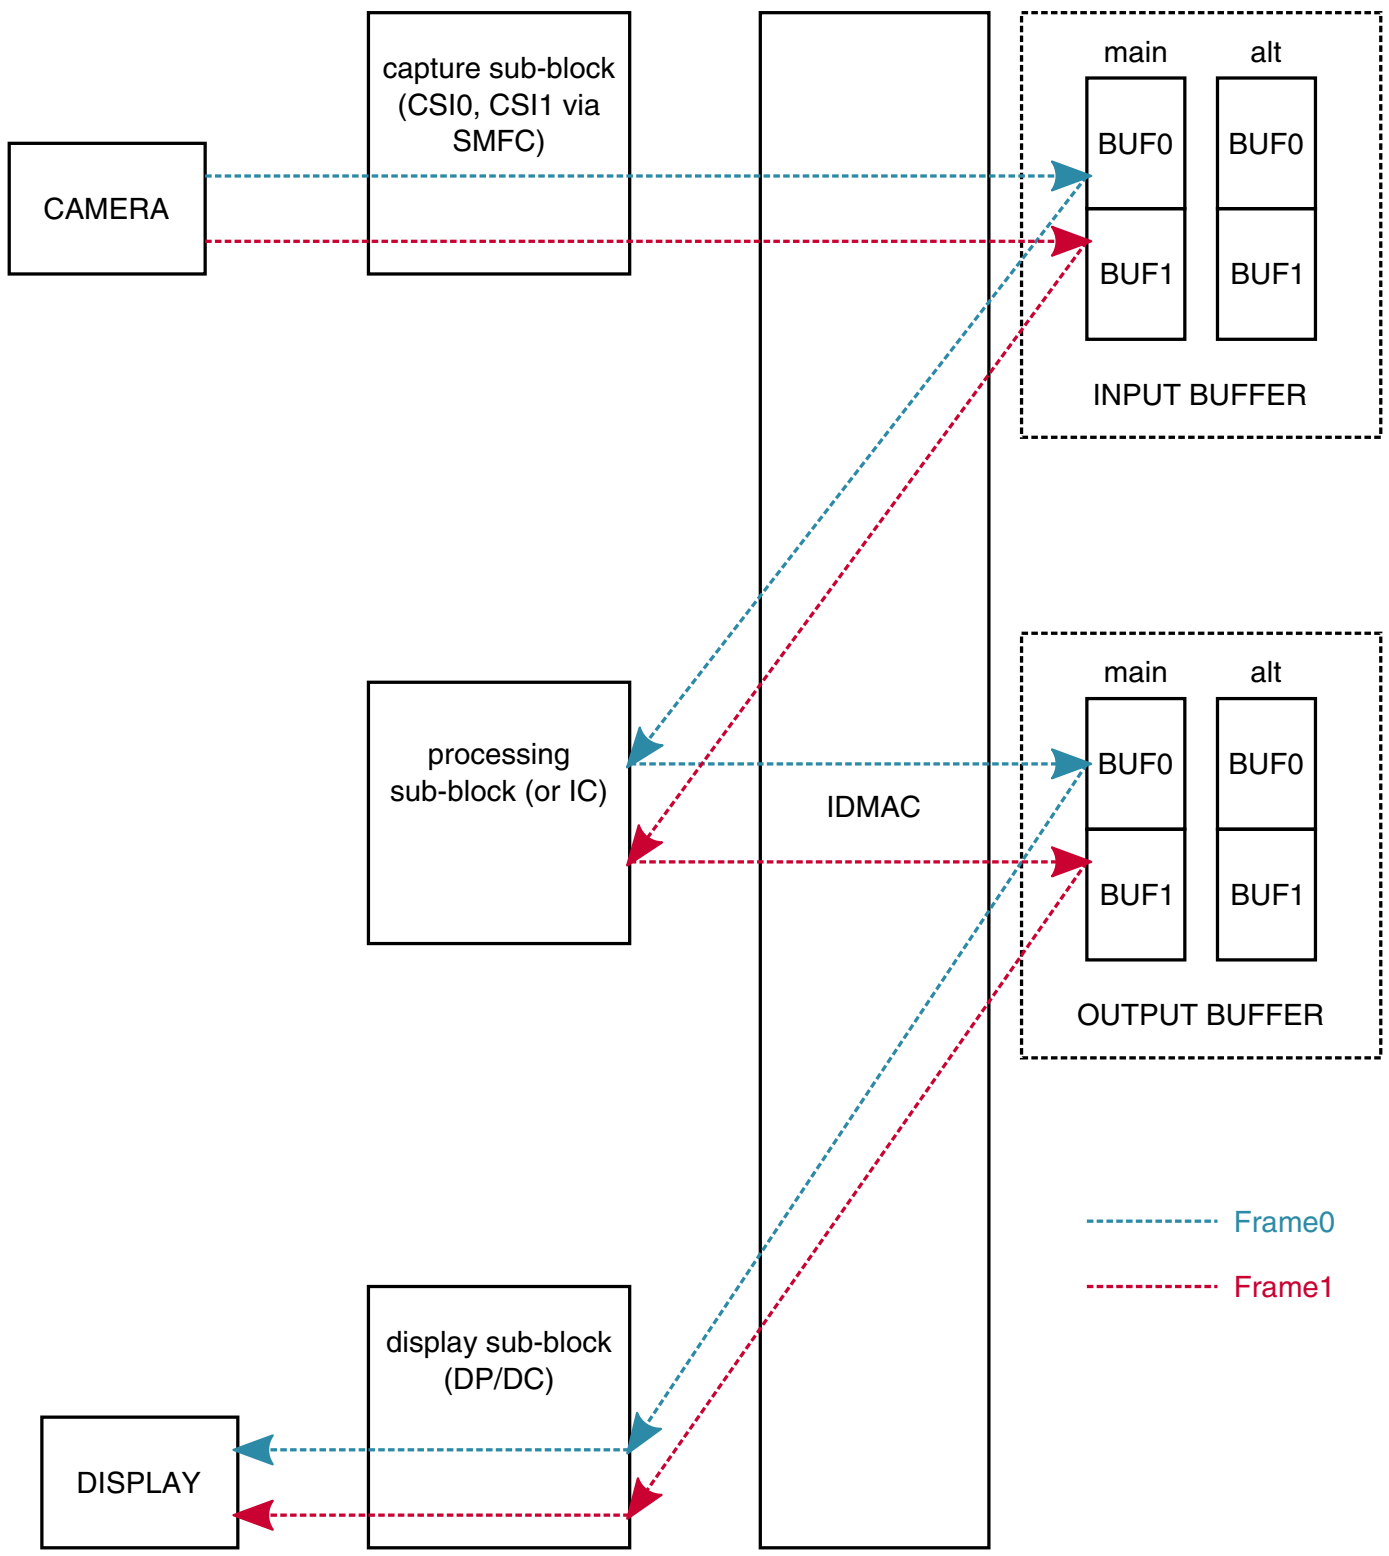 capture sub-block
(CSI0, CSI1 via
SMFC)
CAMERA
main
alt
BUF0
BUF0
BUF1
BUF1
INPUT BUFFER
processing
sub-block (or IC)
IDMAC
main
alt
BUF0
BUF0
BUF1
BUF1
OUTPUT BUFFER
Frame0
Frame1
display sub-block
(DP/DC)
DISPLAY